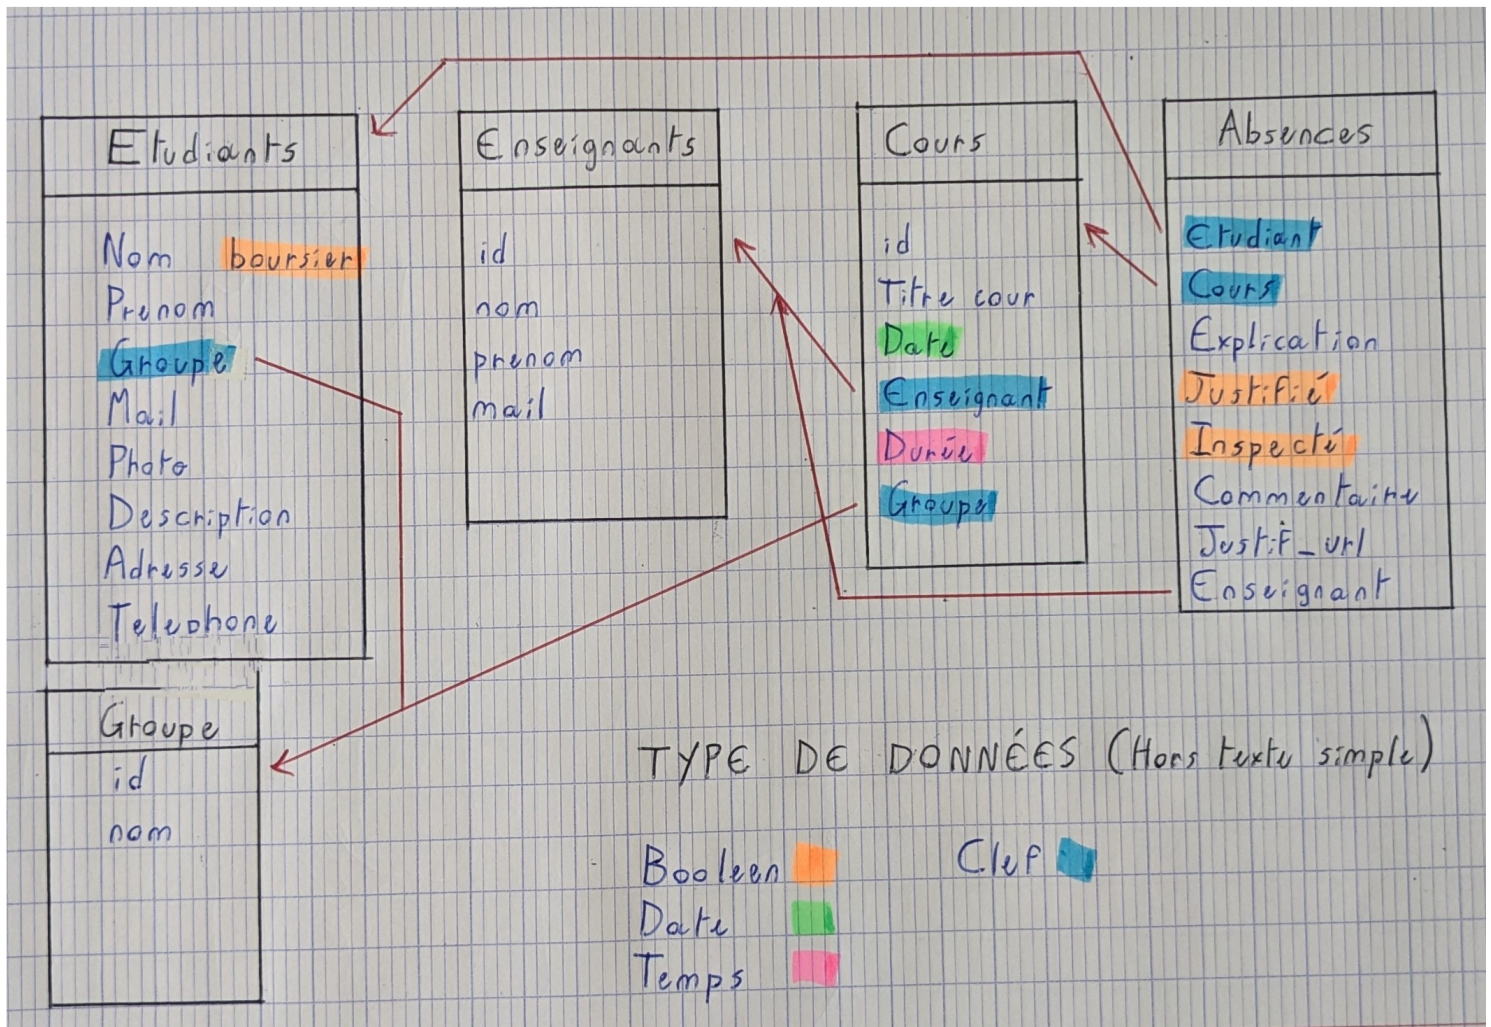 Etudiants
Nom boursier
Prenom
Groupe
Mail
Photo
Description
Adresse
Telephone
Enseignants
id
nom
prenom
mail
Cours
id
Titre cour
Date
Enseignant
Durée
Groupe
Absences
Etudiant
Cours
Explication
Justifié
Inspecté
Commentaire
Justif_url
Enseignant
Groupe
id
nom
TYPE DE DONNÉES (Hors texte simple)
Booleen
Date
Temps
Clef